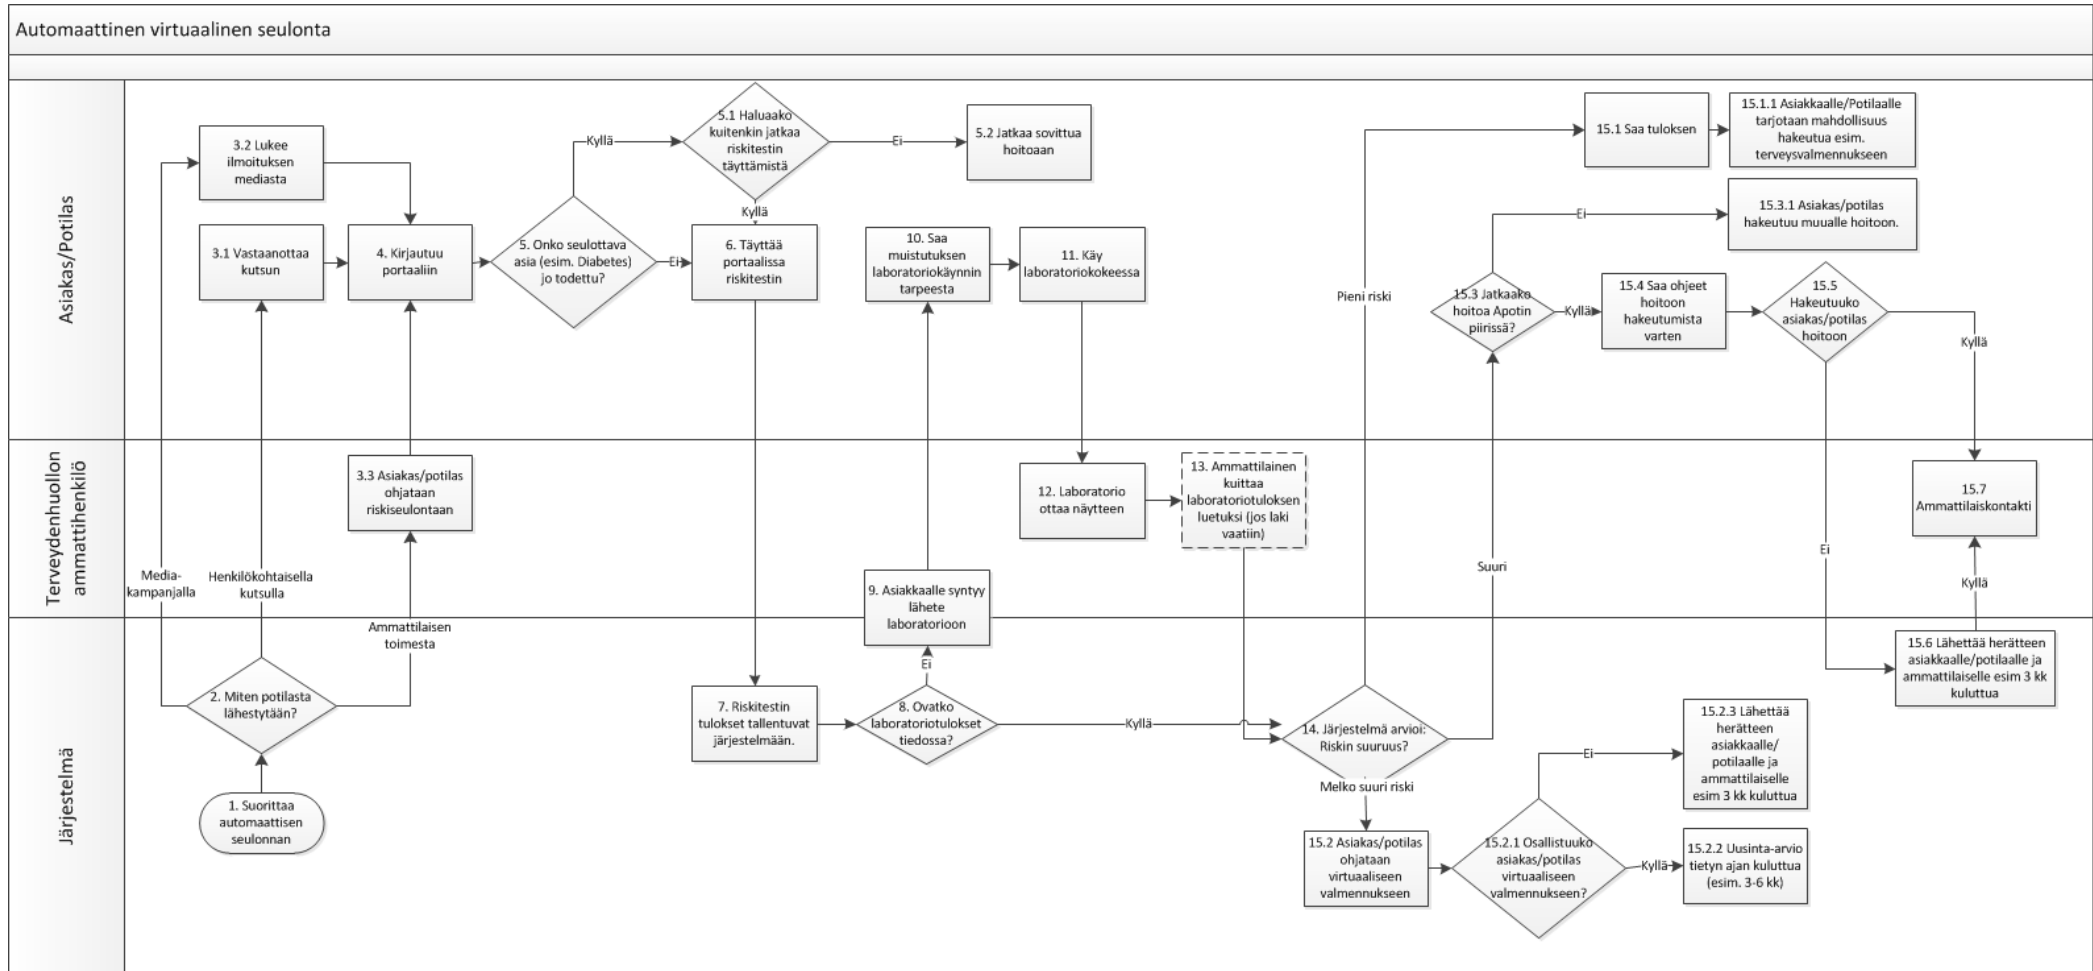 Automaattinen virtuaalinen seulonta
Asiakas/Potilas
3.2 Lukee
ilmoituksen
mediasta
3.1 Vastaanottaa
kutsun
4. Kirjautuu
portaaliin
5. Onko seulottava
asia (esim. Diabetes)
jo todettu?
Kyllä
Ei
5.1 Haluaako
kuitenkin jatkaa
riskitestin
täyttämistä
Ei
Kyllä
5.2 Jatkaa sovittua
hoitoaan
6. Täyttää
portaalissa
riskitestin
10. Saa
muistutuksen
laboratoriokäynnin
tarpeesta
11. Käy
laboratoriokokeessa
Pieni riski
15.1 Saa tuloksen
15.1.1 Asiakkaalle/Potilaalle
tarjotaan mahdollisuus
hakeutua esim.
terveysvalmennukseen
15.3 Jatkaako
hoitoa Apotin
piirissä?
Ei
Kyllä
15.3.1 Asiakas/potilas
hakeutuu muualle hoitoon.
15.4 Saa ohjeet
hoitoon
hakeutumista
varten
15.5
Hakeutuuko
asiakas/potilas
hoitoon
Kyllä
Terveydenhuollon
ammattihenkilö
3.3 Asiakas/potilas
ohjataan
riskiseulontaan
Media-
kampanjalla
Henkilökohtaisella
kutsulla
Ammattilaisen
toimesta
9. Asiakkaalle syntyy
lähete
laboratorioon
12. Laboratorio
ottaa näytteen
13. Ammattilainen
kuittaa
laboratoriotuloksen
luetuksi (jos laki
vaatiin)
Suuri
Ei
15.7
Ammattilaiskontakti
Kyllä
Järjestelmä
2. Miten potilasta
lähestytään?
1. Suorittaa
automaattisen
seulonnan
7. Riskitestin
tulokset tallentuvat
järjestelmään.
Ei
8. Ovatko
laboratoriotulokset
tiedossa?
Kyllä
14. Järjestelmä arvioi:
Riskin suuruus?
Melko suuri riski
15.2 Asiakas/potilas
ohjataan
virtuaaliseen
valmennukseen
15.2.1 Osallistuuko
asiakas/potilas
virtuaaliseen
valmennukseen?
Ei
Kyllä
15.2.3 Lähettää
herätteen
asiakkaalle/
potilaalle ja
ammattilaiselle
esim 3 kk kuluttua
15.2.2 Uusinta-arvio
tietyn ajan kuluttua
(esim. 3-6 kk)
15.6 Lähettää herätteen
asiakkaalle/potilaalle ja
ammattilaiselle esim 3 kk
kuluttua